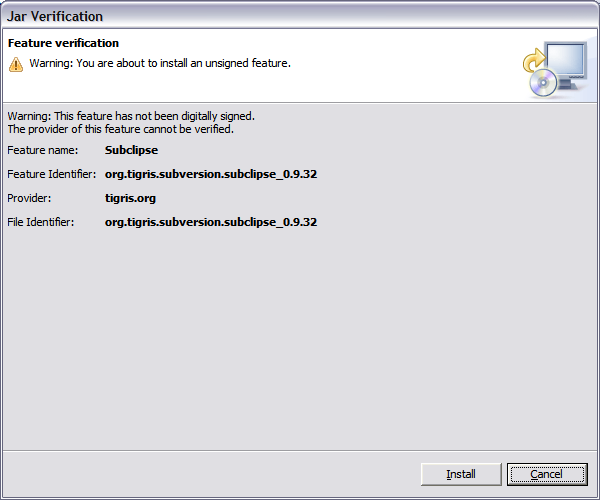 Jar Verification
Feature verification
Warning: You are about to install an unsigned feature.
Warning: This feature has not been digitally signed.
The provider of this feature cannot be verified.
Feature name: Subclipse
Feature Identifier: org.tigris.subversion.subclipse_0.9.32
Provider: tigris.org
File Identifier: org.tigris.subversion.subclipse_0.9.32
Install Cancel